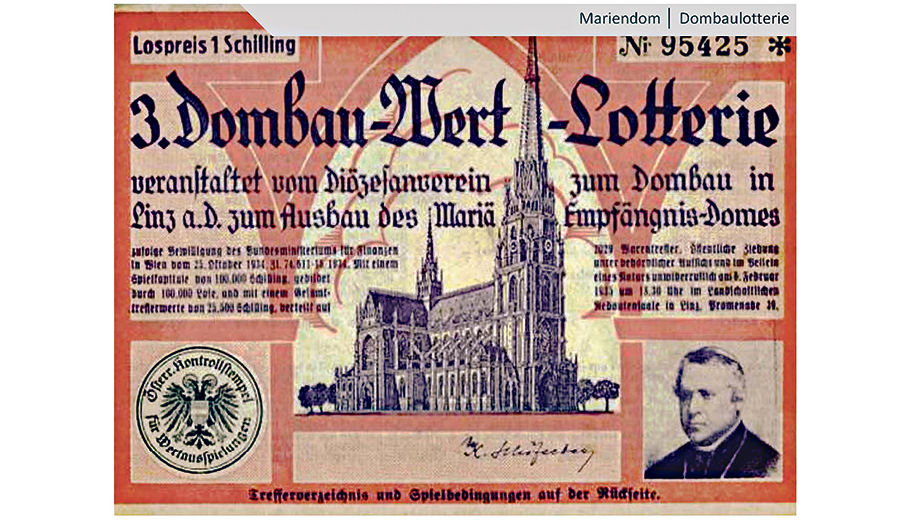 Mariendom | Dombaulotterie
Lospreis 1 Schilling
Nr 95425 *
3. Dombau-Wert-Lotterie
veranstaltet vom Diözesanverein zum Dombau in
Linz a.D. zum Ausbau des Mariä Empfängnis-Domes
zufolge Bewilligung des Bundesministeriums für Finanzen
in Wien vom 25. Oktober 1934, Zl. 74.611-15/1934. Mit einem
Spielkapitale von 100.000 Schilling, gebildet
durch 100.000 Lose, und mit einem Gesamt-
trefferwerte von 25.500 Schilling, verteilt auf
1029 Warentreffer. Öffentliche Ziehung
unter behördlicher Aufsicht und im Beisein
eines Notares unwiderruflich am 8. Februar
1935 um 18.30 Uhr im Landschaftlichen
Redoutensaale in Linz, Promenade 39.
Österr. Kontrollstempel
für Wertausspielungen
Trefferverzeichnis und Spielbedingungen auf der Rückseite.